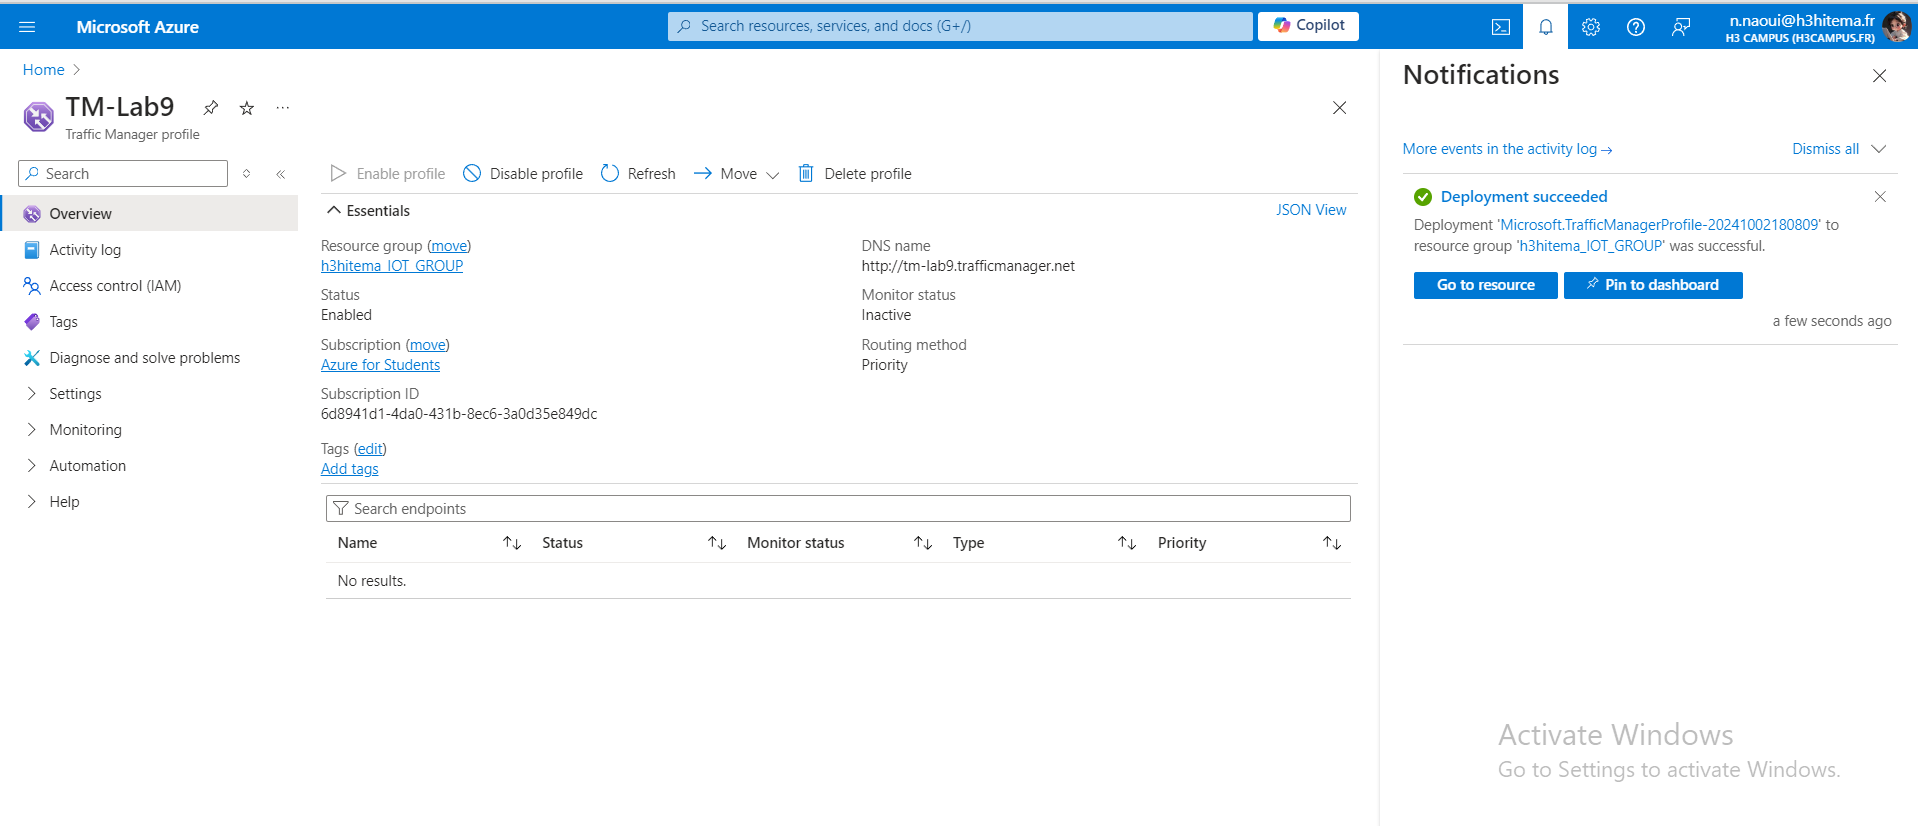 Microsoft Azure
Search resources, services, and docs (G+/)
Copilot
n.naoui@h3hitema.fr
H3 CAMPUS (H3CAMPUS.FR)
Home
TM-Lab9
Traffic Manager profile
Search
Overview
Activity log
Access control (IAM)
Tags
Diagnose and solve problems
Settings
Monitoring
Automation
Help
Enable profile
Disable profile
Refresh
Move
Delete profile
Essentials
JSON View
Resource group (move)
h3hitema_IOT_GROUP
Status
Enabled
Subscription (move)
Azure for Students
Subscription ID
6d8941d1-4da0-431b-8ec6-3a0d35e849dc
Tags (edit)
Add tags
DNS name
http://tm-lab9.trafficmanager.net
Monitor status
Inactive
Routing method
Priority
Search endpoints
Name Status Monitor status Type Priority
No results.
Notifications
More events in the activity log →
Dismiss all
Deployment succeeded
Deployment 'Microsoft.TrafficManagerProfile-20241002180809' to
resource group 'h3hitema_IOT_GROUP' was successful.
Go to resource
Pin to dashboard
a few seconds ago
Activate Windows
Go to Settings to activate Windows.